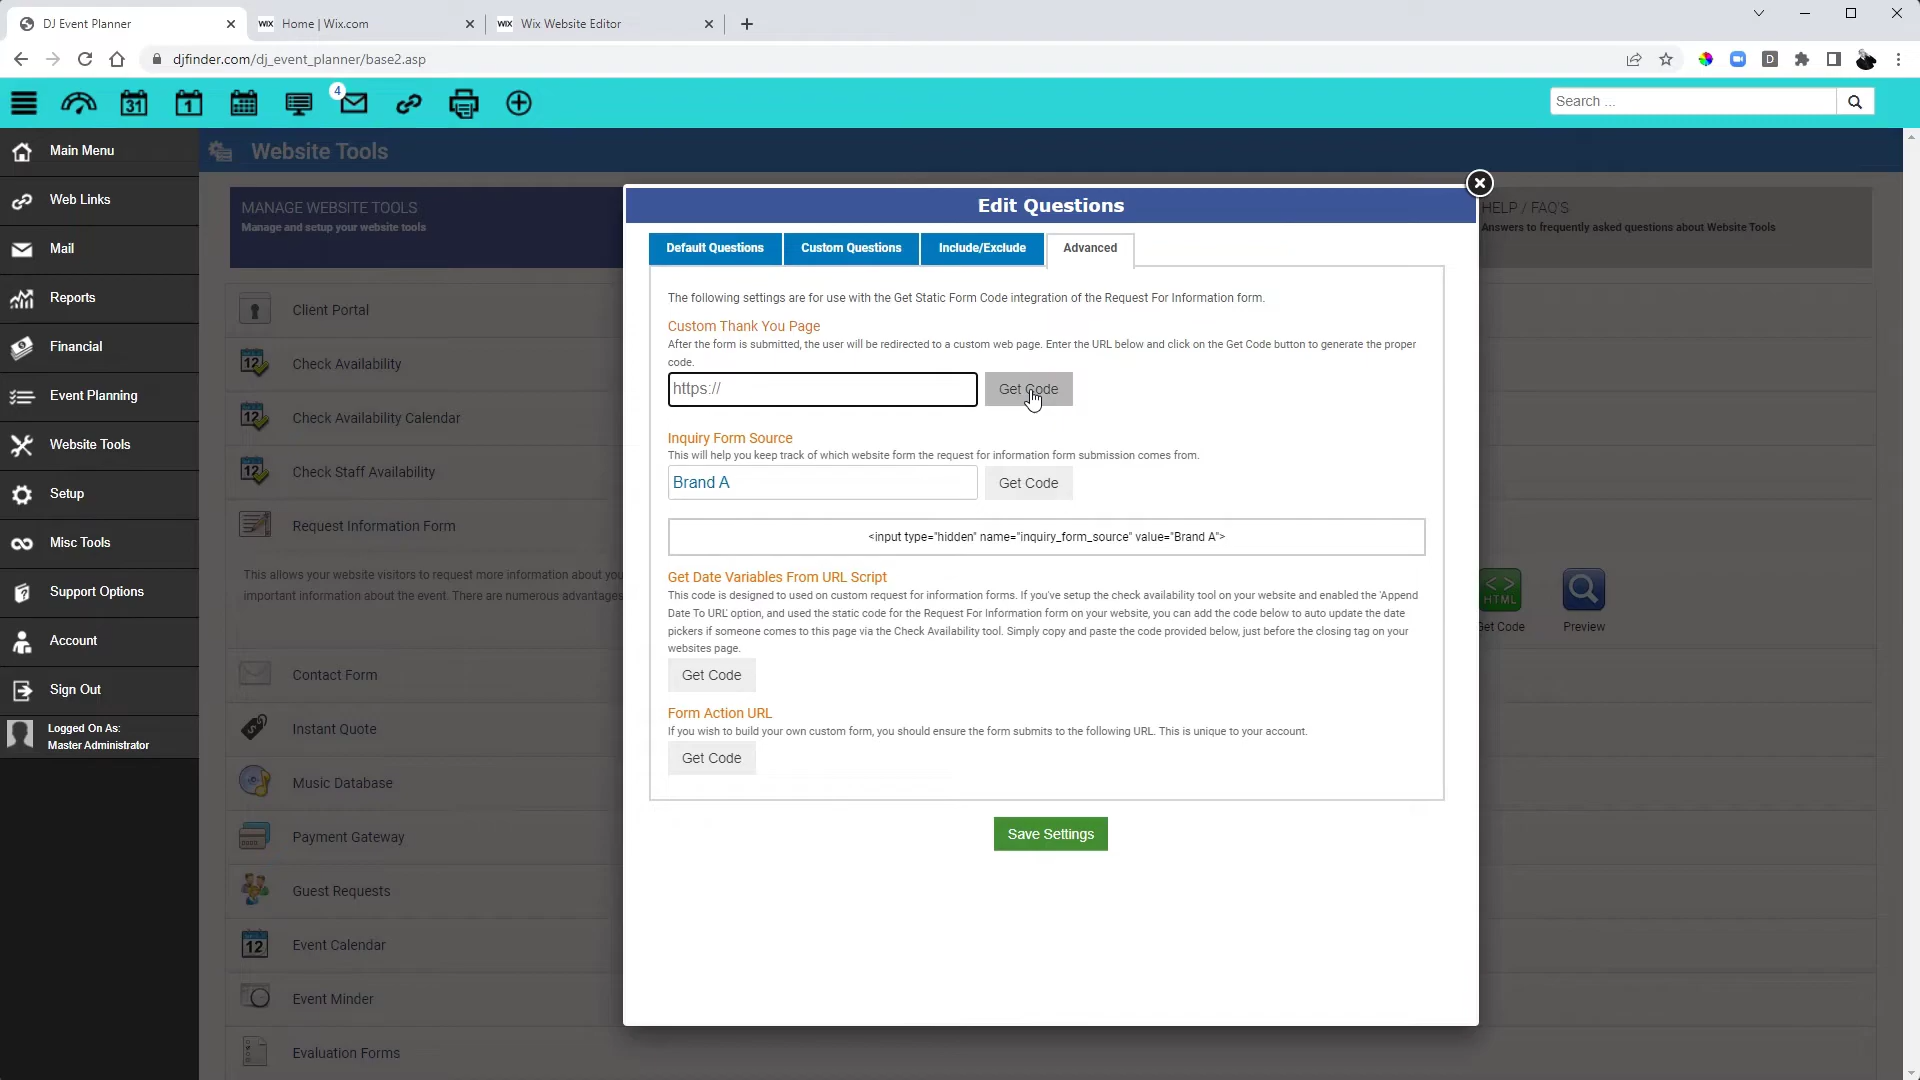 DJ Event Planner
WIX Home | Wix.com
WIX Wix Website Editor
djfinder.com/dj_event_planner/base2.asp
D
31
1
4
Search ...
Main Menu
Web Links
Mail
Reports
Financial
Event Planning
Website Tools
Setup
Misc Tools
Support Options
Account
Sign Out
Logged On As:
Master Administrator
Website Tools
MANAGE WEBSITE TOOLS
Manage and setup your website tools
HELP / FAQ'S
Answers to frequently asked questions about Website Tools
Client Portal
12
Check Availability
12
Check Availability Calendar
12
Check Staff Availability
Request Information Form
This allows your website visitors to request more information about you
important information about the event. There are numerous advantages
HTML
Get Code
Preview
Contact Form
Instant Quote
Music Database
Payment Gateway
Guest Requests
12
Event Calendar
Event Minder
Evaluation Forms
Edit Questions
Default Questions
Custom Questions
Include/Exclude
Advanced
The following settings are for use with the Get Static Form Code integration of the Request For Information form.
Custom Thank You Page
After the form is submitted, the user will be redirected to a custom web page. Enter the URL below and click on the Get Code button to generate the proper
code.
https://
Get Code
Inquiry Form Source
This will help you keep track of which website form the request for information form submission comes from.
Brand A
Get Code
<input type="hidden" name="inquiry_form_source" value="Brand A">
Get Date Variables From URL Script
This code is designed to used on custom request for information forms. If you've setup the check availability tool on your website and enabled the 'Append
Date To URL' option, and used the static code for the Request For Information form on your website, you can add the code below to auto update the date
pickers if someone comes to this page via the Check Availability tool. Simply copy and paste the code provided below, just before the closing tag on your
websites page.
Get Code
Form Action URL
If you wish to build your own custom form, you should ensure the form submits to the following URL. This is unique to your account.
Get Code
Save Settings